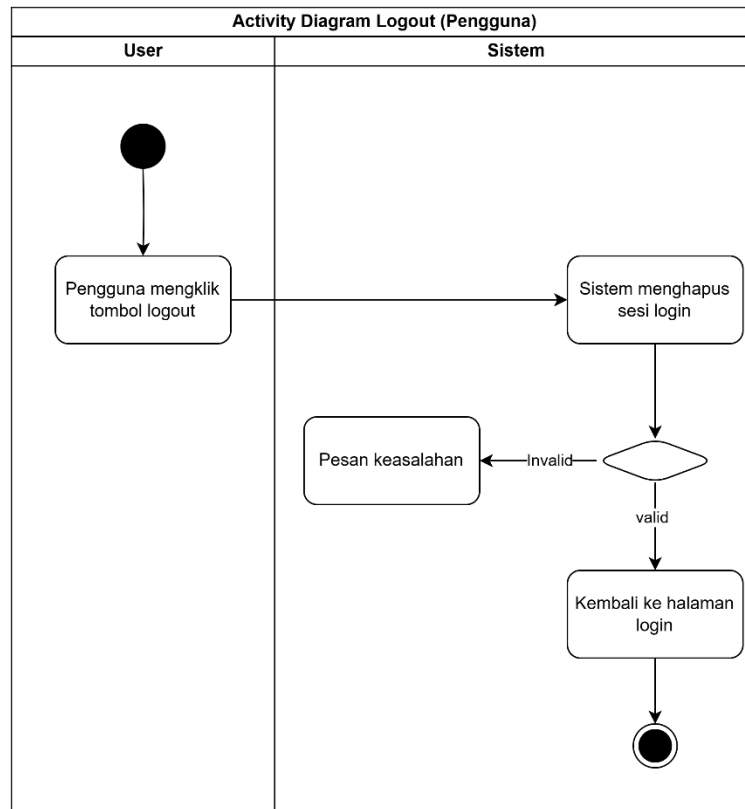 Activity Diagram Logout (Pengguna)
User
Sistem
Pengguna mengklik
tombol logout
Sistem menghapus
sesi login
Pesan keasalahan
Invalid
valid
Kembali ke halaman
login